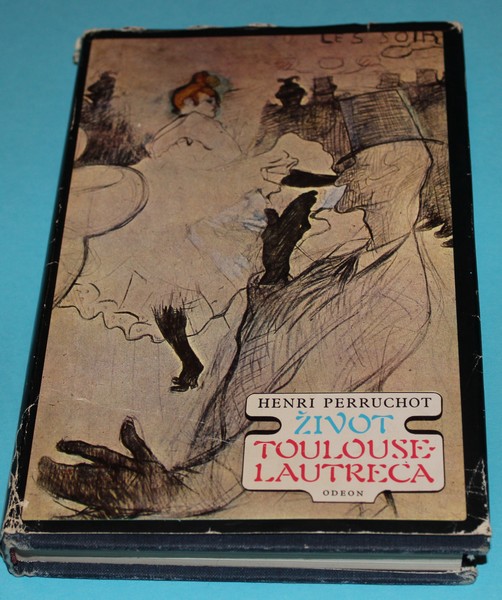 LES SOIR
HENRI PERRUCHOT
ŽIVOT
TOULOUSE-
LAUTRECA
ODEON